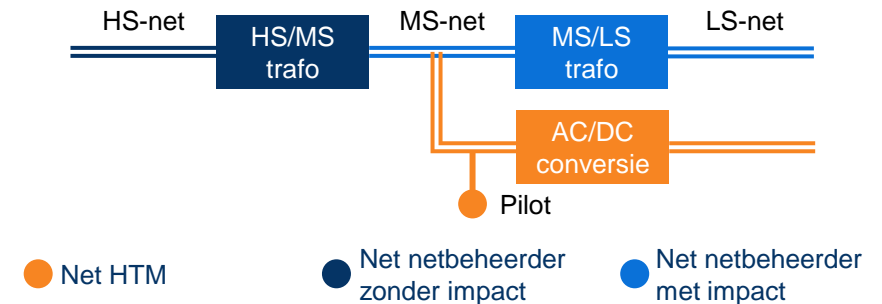 HS-net
MS-net
LS-net
HS/MS
trafo
MS/LS
trafo
AC/DC
conversie
Pilot
Net HTM
Net netbeheerder
zonder impact
Net netbeheerder
met impact